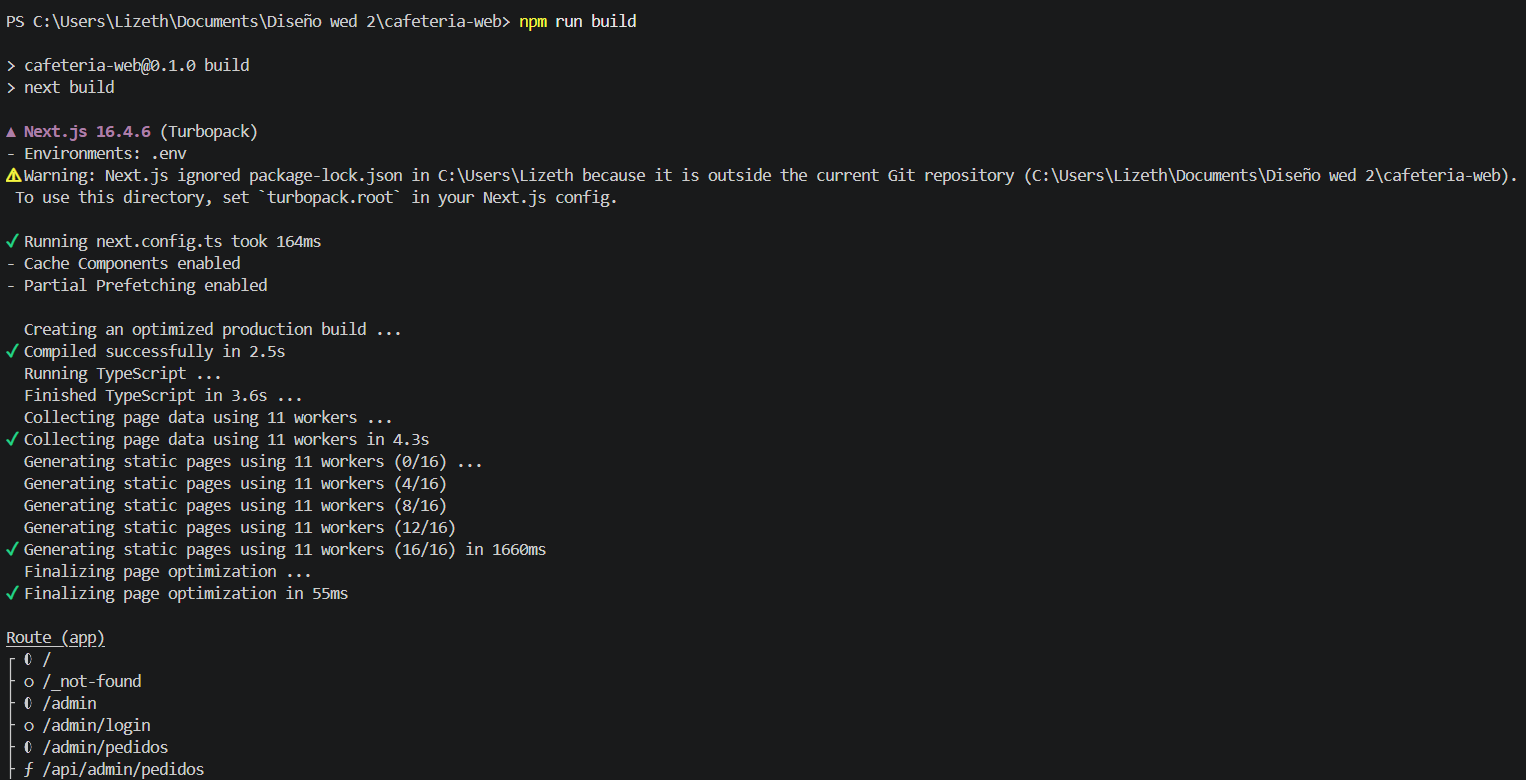 PS C:\Users\Lizeth\Documents\Diseño wed 2\cafeteria-web> npm run build
> cafeteria-web@0.1.0 build
> next build
▲ Next.js 16.4.6 (Turbopack)
- Environments: .env
⚠Warning: Next.js ignored package-lock.json in C:\Users\Lizeth because it is outside the current Git repository (C:\Users\Lizeth\Documents\Diseño wed 2\cafeteria-web).
To use this directory, set `turbopack.root` in your Next.js config.
✓ Running next.config.ts took 164ms
- Cache Components enabled
- Partial Prefetching enabled
Creating an optimized production build ...
✓ Compiled successfully in 2.5s
Running TypeScript ...
Finished TypeScript in 3.6s ...
Collecting page data using 11 workers ...
✓ Collecting page data using 11 workers in 4.3s
Generating static pages using 11 workers (0/16) ...
Generating static pages using 11 workers (4/16)
Generating static pages using 11 workers (8/16)
Generating static pages using 11 workers (12/16)
✓ Generating static pages using 11 workers (16/16) in 1660ms
Finalizing page optimization ...
✓ Finalizing page optimization in 55ms
Route (app)
┌ ◐ /
├ ○ /_not-found
├ ◐ /admin
├ ○ /admin/login
├ ◐ /admin/pedidos
├ ƒ /api/admin/pedidos